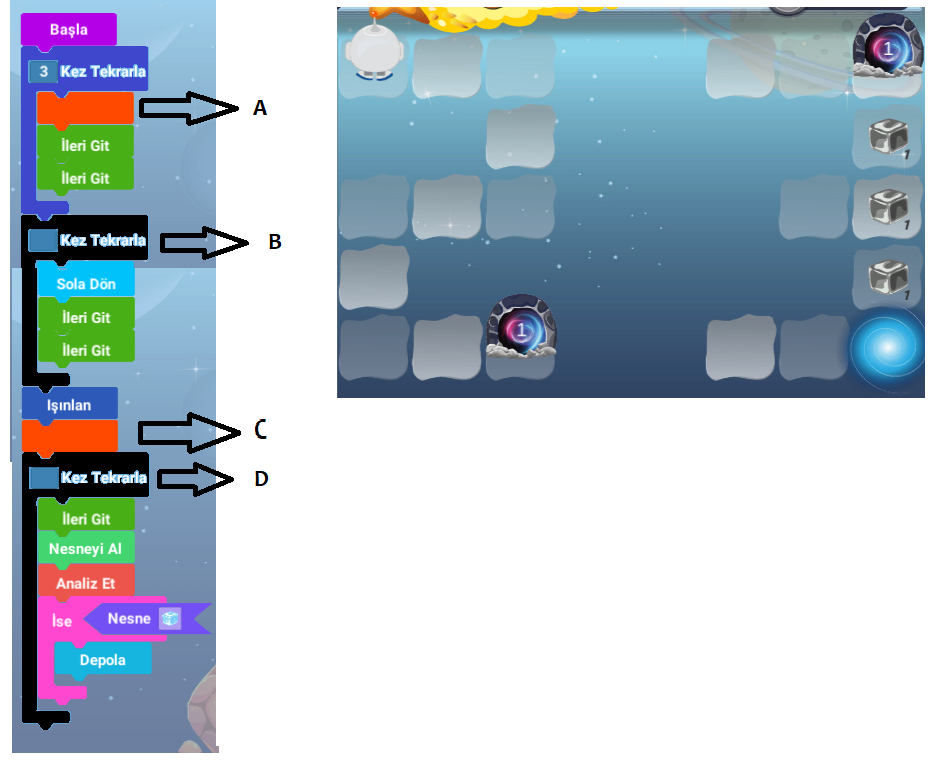 Başla
3 Kez Tekrarla
A
İleri Git
İleri Git
Kez Tekrarla
B
Sola Dön
İleri Git
İleri Git
Işınlan
C
Kez Tekrarla
D
İleri Git
Nesneyi Al
Analiz Et
İse Nesne
Depola
1
1
1
1
1